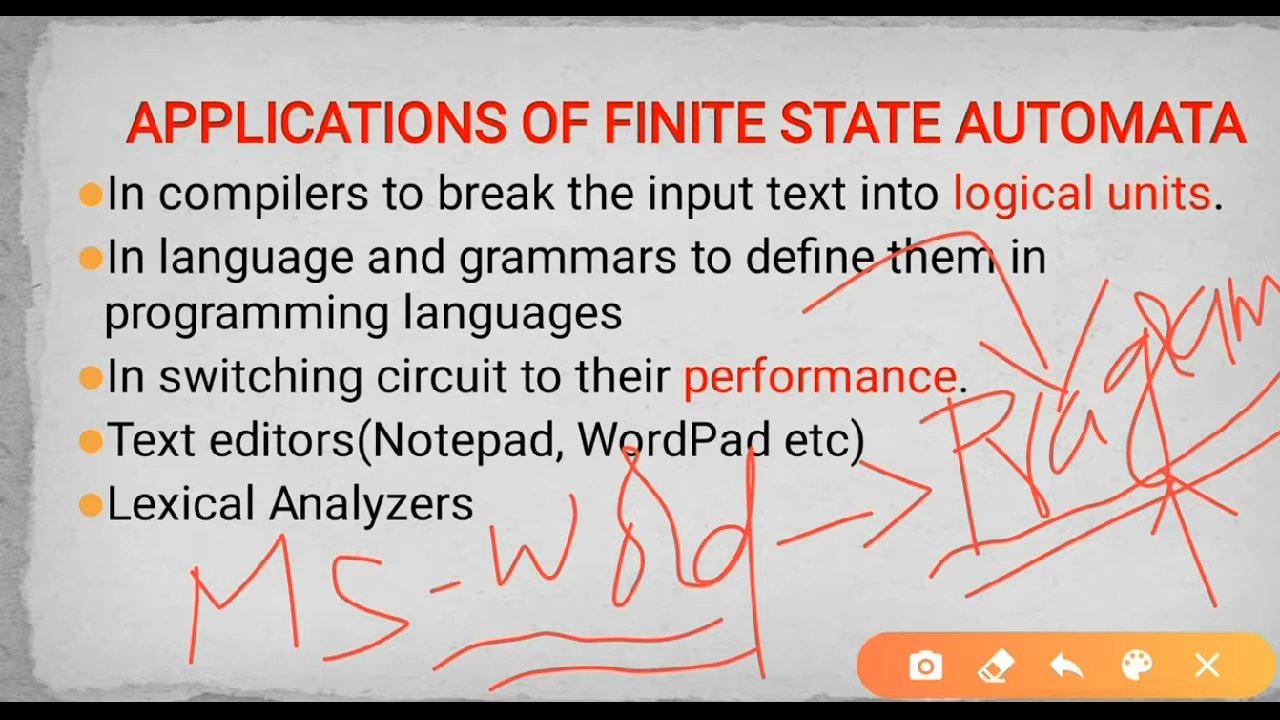 APPLICATIONS OF FINITE STATE AUTOMATA
In compilers to break the input text into logical units.
In language and grammars to define them in
programming languages
In switching circuit to their performance.
Text editors(Notepad, WordPad etc)
Lexical Analyzers
MS-word